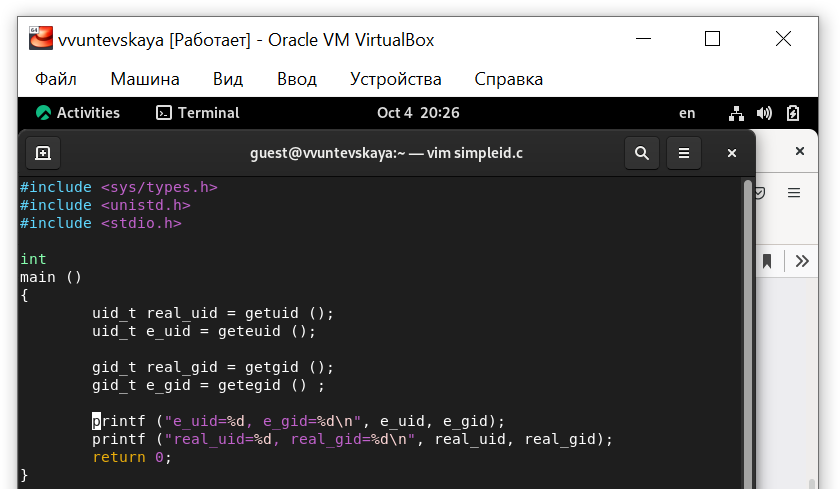 64
vvuntevskaya [Работает] - Oracle VM VirtualBox
Файл Машина Вид Ввод Устройства Справка
Activities Terminal Oct 4 20:26 en
guest@vvuntevskaya:~ — vim simpleid.c
#include <sys/types.h>
#include <unistd.h>
#include <stdio.h>
int
main ()
{
uid_t real_uid = getuid ();
uid_t e_uid = geteuid ();
gid_t real_gid = getgid ();
gid_t e_gid = getegid () ;
printf ("e_uid=%d, e_gid=%d\n", e_uid, e_gid);
printf ("real_uid=%d, real_gid=%d\n", real_uid, real_gid);
return 0;
}